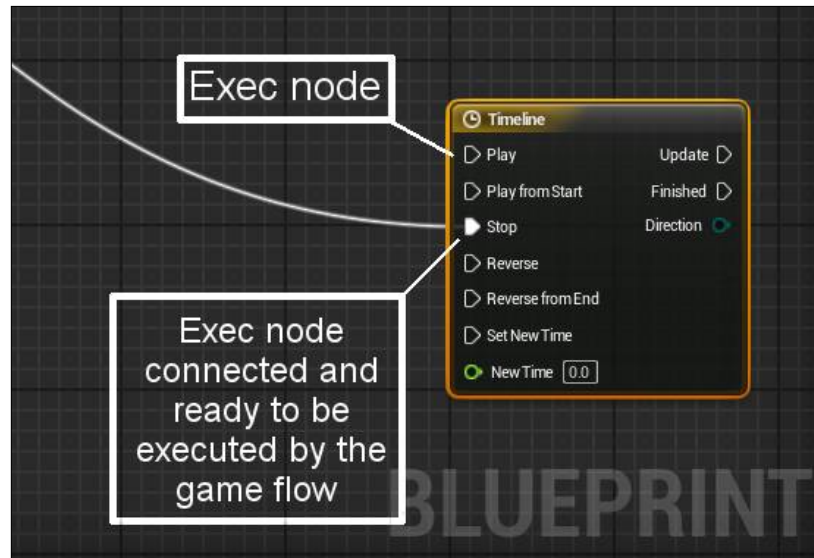 Exec node
Timeline
Play
Update
Play from Start
Finished
Stop
Direction
Reverse
Reverse from End
Set New Time
New Time 0.0
Exec node
connected and
ready to be
executed by the
game flow
BLUEPRINT